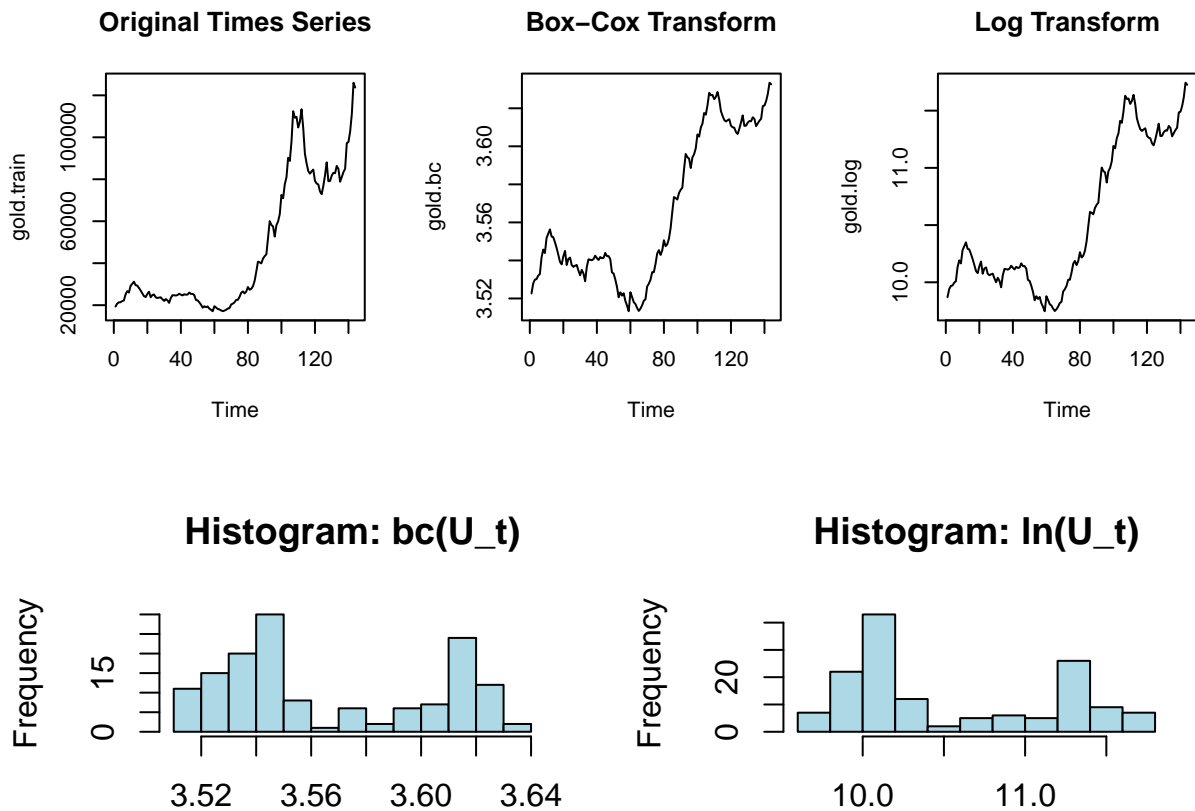 Original Times Series
Box−Cox Transform
Log Transform
gold.train
20000
60000
100000
0
40
80
120
Time
gold.bc
3.52
3.56
3.60
0
40
80
120
Time
gold.log
10.0
11.0
0
40
80
120
Time
Histogram: bc(U_t)
Histogram: ln(U_t)
Frequency
0
15
3.52
3.56
3.60
3.64
Frequency
0
20
10.0
11.0